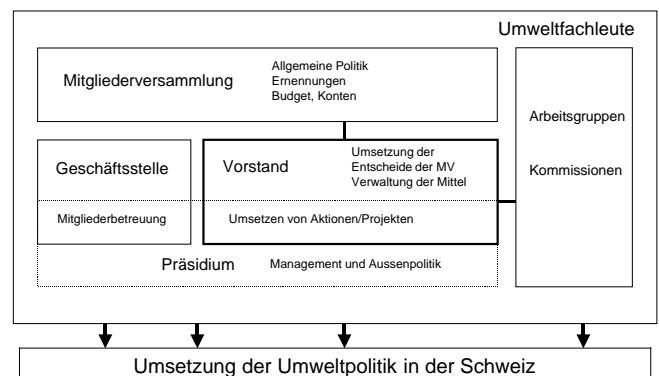 Umweltfachleute
Mitgliederversammlung
Allgemeine Politik
Ernennungen
Budget, Konten
Arbeitsgruppen
Kommissionen
Geschäftsstelle
Vorstand
Umsetzung der
Entscheide der MV
Verwaltung der Mittel
Mitgliederbetreuung
Umsetzen von Aktionen/Projekten
Präsidium
Management und Aussenpolitik
Umsetzung der Umweltpolitik in der Schweiz